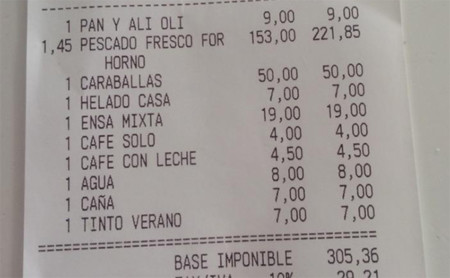 1 PAN Y ALI OLI 9,00 9,00
1,45 PESCADO FRESCO FOR 153,00 221,85
HORNO
1 CARABALLAS 50,00 50,00
1 HELADO CASA 7,00 7,00
1 ENSA MIXTA 19,00 19,00
1 CAFE SOLO 4,00 4,00
1 CAFE CON LECHE 4,50 4,50
1 AGUA 8,00 8,00
1 CAÑA 7,00 7,00
1 TINTO VERANO 7,00 7,00
BASE IMPONIBLE 305,36
10%